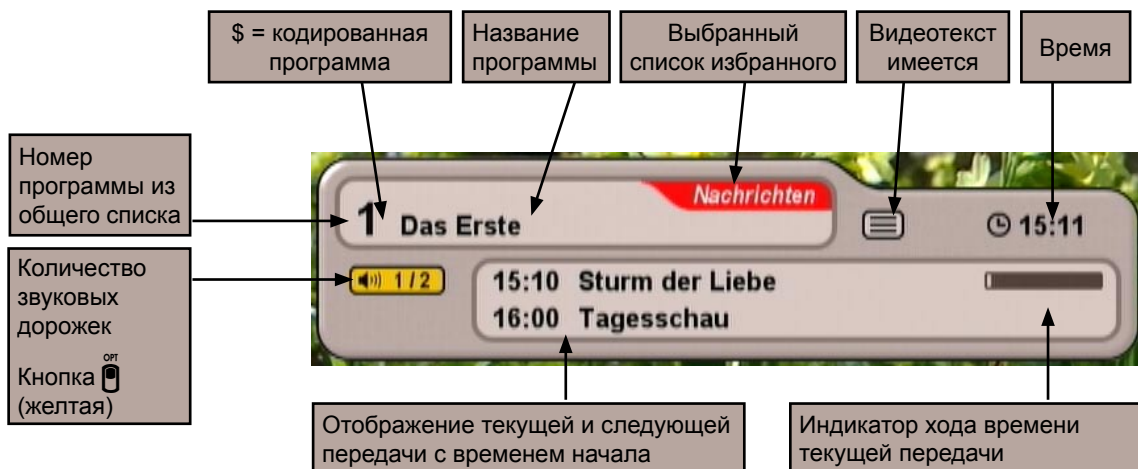 $ = кодированная
программа
Название
программы
Выбранный
список избранного
Видеотекст
имеется
Время
Номер
программы из
общего списка
Nachrichten
1 Das Erste
15:11
Количество
звуковых
дорожек
Кнопка OPT
(желтая)
1 / 2
15:10 Sturm der Liebe
16:00 Tagesschau
Отображение текущей и следующей
передачи с временем начала
Индикатор хода времени
текущей передачи